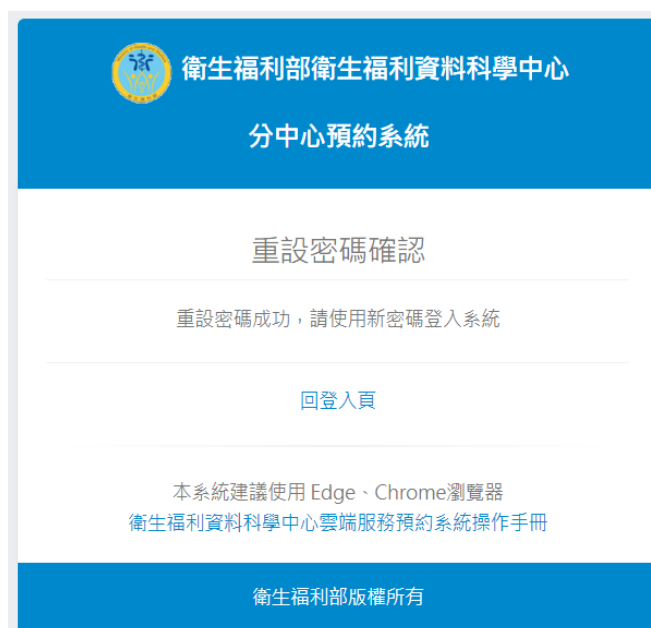 衛生福利部衛生福利資料科學中心
分中心預約系統
重設密碼確認
重設密碼成功，請使用新密碼登入系統
回登入頁
本系統建議使用 Edge、Chrome瀏覽器
衛生福利資料科學中心雲端服務預約系統操作手冊
衛生福利部版權所有